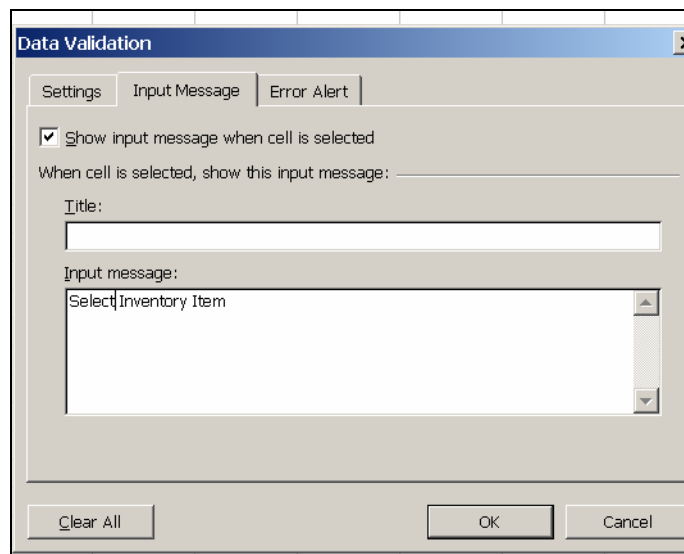 Data Validation
Settings Input Message Error Alert
Show input message when cell is selected
When cell is selected, show this input message:
Title:
Input message:
Select Inventory Item
Clear All OK Cancel